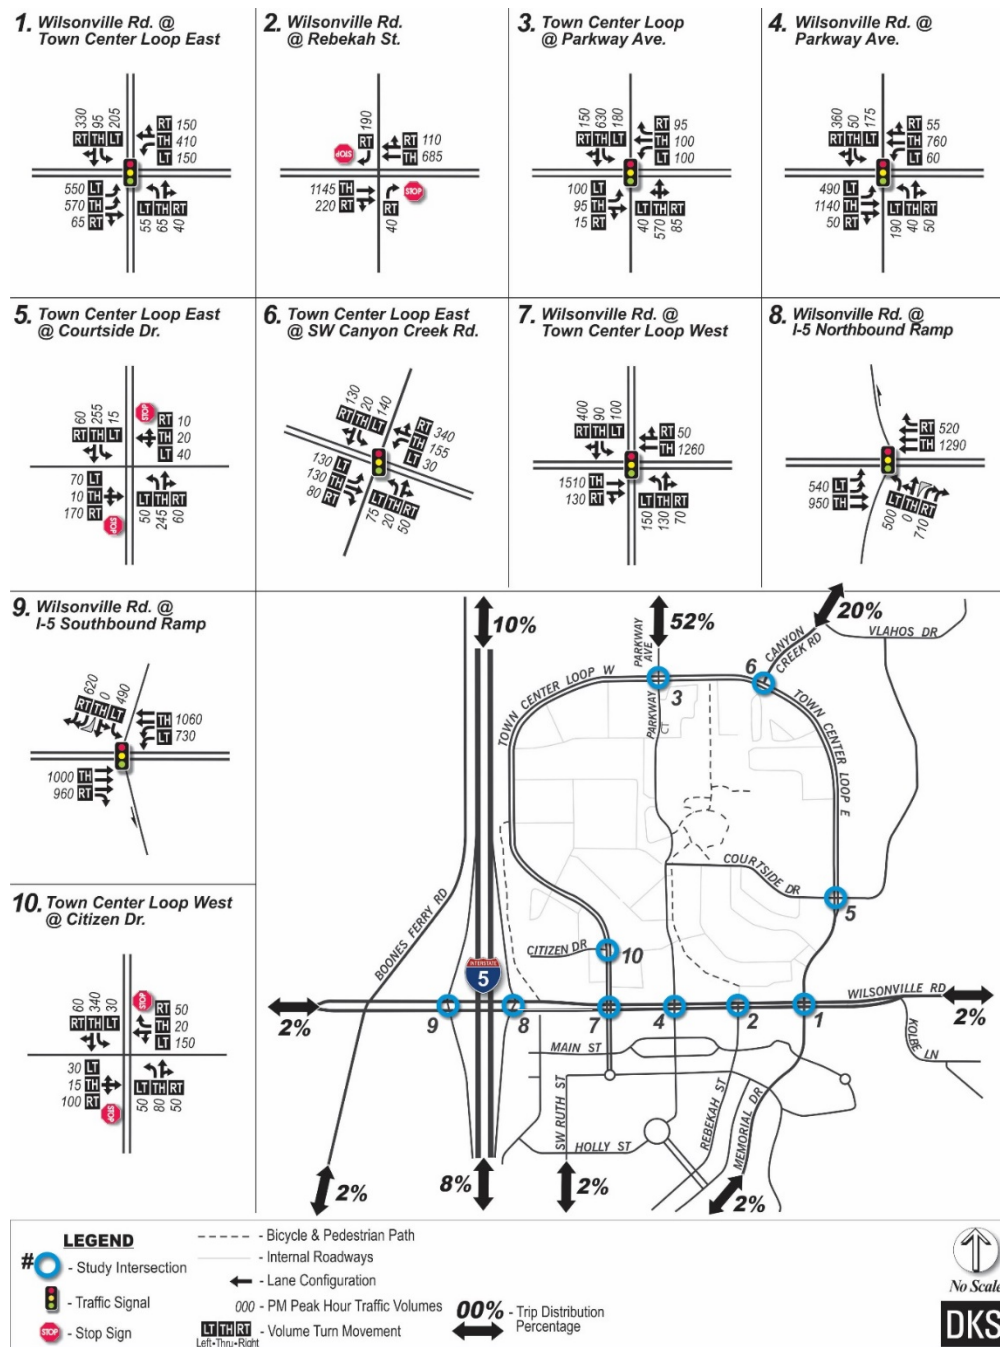 1. Wilsonville Rd. @
Town Center Loop East
330 95 205
RT TH LT
RT 150
TH 410
LT 150
550 LT
570 TH
65 RT
LT TH RT
55 65 40
2. Wilsonville Rd.
@ Rebekah St.
190
RT
STOP
RT 110
TH 685
1145 TH
220 RT
STOP
RT
40
3. Town Center Loop
@ Parkway Ave.
150 630 180
RT TH LT
RT 95
TH 100
LT 100
100 LT
95 TH
15 RT
LT TH RT
40 570 85
4. Wilsonville Rd. @
Parkway Ave.
360 50 175
RT TH LT
RT 55
TH 760
LT 60
490 LT
1140 TH
50 RT
LT TH RT
190 40 50
5. Town Center Loop East
@ Courtside Dr.
60 255 15
RT TH LT
STOP
RT 10
TH 20
LT 40
70 LT
10 TH
170 RT
STOP
LT TH RT
50 245 60
6. Town Center Loop East
@ SW Canyon Creek Rd.
130 20 140
RT TH LT
RT 340
TH 155
LT 30
130 LT
130 TH
80 RT
LT TH RT
75 20 50
7. Wilsonville Rd. @
Town Center Loop West
400 90 100
RT TH LT
RT 50
TH 1260
1510 TH
130 RT
LT TH RT
150 130 70
8. Wilsonville Rd. @
I-5 Northbound Ramp
RT 520
TH 1290
540 LT
950 TH
LT TH RT
500 0 710
9. Wilsonville Rd. @
I-5 Southbound Ramp
620 0 490
RT TH LT
TH 1060
LT 730
1000 TH
960 RT
10. Town Center Loop West
@ Citizen Dr.
60 340 30
RT TH LT
STOP
RT 50
TH 20
LT 150
30 LT
15 TH
100 RT
STOP
LT TH RT
50 80 50
10%
52%
20%
PARKWAY AVE
CANYON CREEK RD
VLAHOS DR
TOWN CENTER LOOP W
3
6
PARKWAY CT
TOWN CENTER LOOP E
COURTSIDE DR
5
BOONES FERRY RD
CITIZEN DR
10
INTERSTATE
5
WILSONVILLE RD
2%
9
8
7
4
2
1
2%
MAIN ST
KOLBE LN
SW RUTH ST
HOLLY ST
REBEKAH ST
MEMORIAL DR
2%
8%
2%
2%
LEGEND
# - Study Intersection
- Traffic Signal
STOP - Stop Sign
- Bicycle & Pedestrian Path
- Internal Roadways
- Lane Configuration
000 - PM Peak Hour Traffic Volumes
LT TH RT - Volume Turn Movement
Left•Thru•Right
00% - Trip Distribution
Percentage
No Scale
DKS